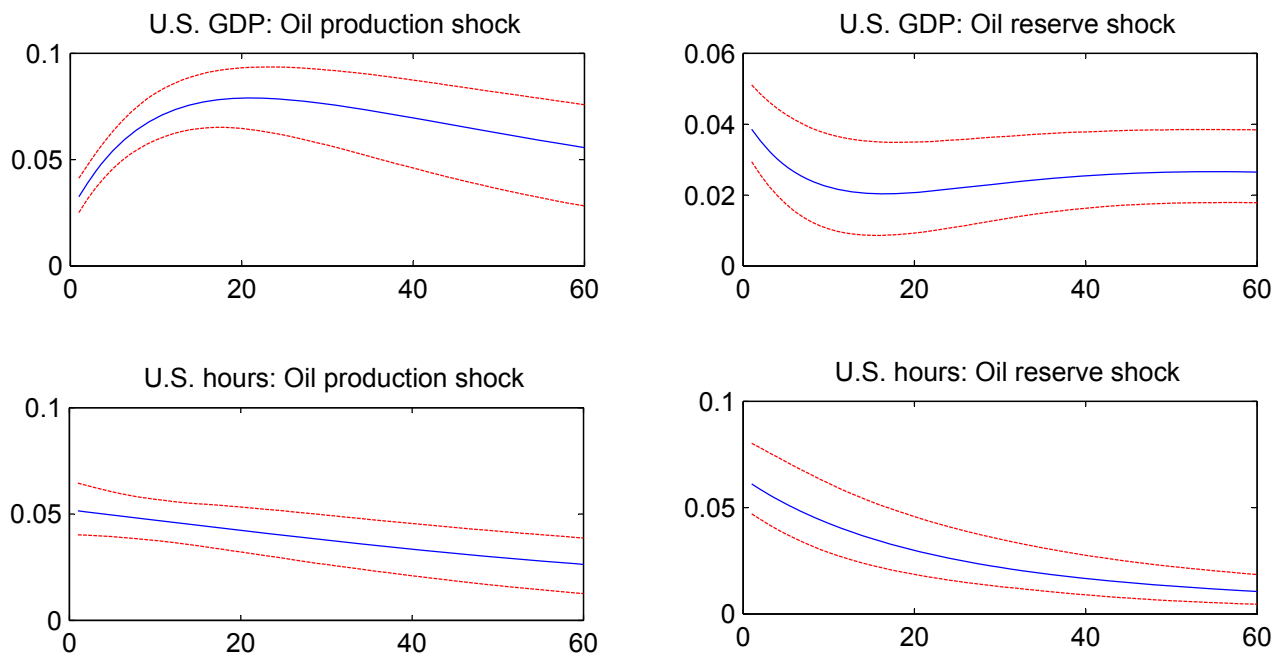 U.S. GDP: Oil production shock
0.1
0.05
0
0 20 40 60
U.S. GDP: Oil reserve shock
0.06
0.04
0.02
0
0 20 40 60
U.S. hours: Oil production shock
0.1
0.05
0
0 20 40 60
U.S. hours: Oil reserve shock
0.1
0.05
0
0 20 40 60